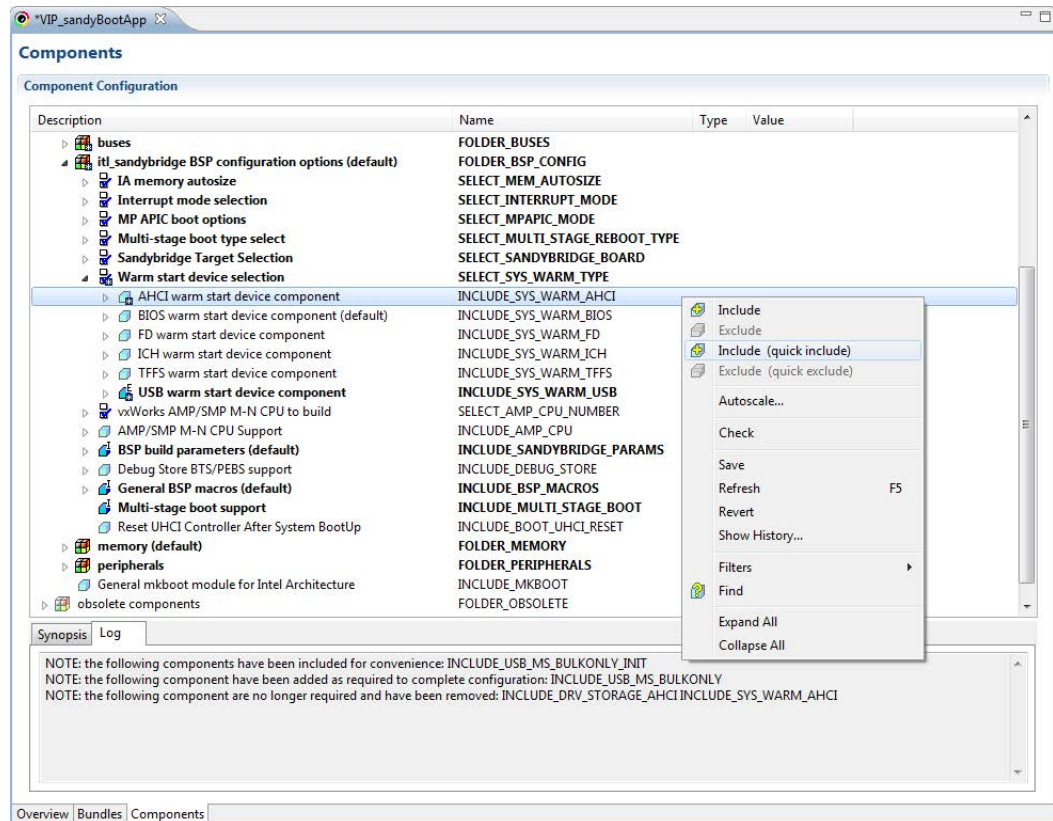 *VIP_sandyBootApp
Components
Component Configuration
Description Name Type Value
buses FOLDER_BUSES
itl_sandybridge BSP configuration options (default) FOLDER_BSP_CONFIG
IA memory autosize SELECT_MEM_AUTOSIZE
Interrupt mode selection SELECT_INTERRUPT_MODE
MP APIC boot options SELECT_MPAPIC_MODE
Multi-stage boot type select SELECT_MULTI_STAGE_REBOOT_TYPE
Sandybridge Target Selection SELECT_SANDYBRIDGE_BOARD
Warm start device selection SELECT_SYS_WARM_TYPE
AHCI warm start device component INCLUDE_SYS_WARM_AHCI
BIOS warm start device component (default) INCLUDE_SYS_WARM_BIOS
FD warm start device component INCLUDE_SYS_WARM_FD
ICH warm start device component INCLUDE_SYS_WARM_ICH
TFFS warm start device component INCLUDE_SYS_WARM_TFFS
USB warm start device component INCLUDE_SYS_WARM_USB
vxWorks AMP/SMP M-N CPU to build SELECT_AMP_CPU_NUMBER
AMP/SMP M-N CPU Support INCLUDE_AMP_CPU
BSP build parameters (default) INCLUDE_SANDYBRIDGE_PARAMS
Debug Store BTS/PEBS support INCLUDE_DEBUG_STORE
General BSP macros (default) INCLUDE_BSP_MACROS
Multi-stage boot support INCLUDE_MULTI_STAGE_BOOT
Reset UHCI Controller After System BootUp INCLUDE_BOOT_UHCI_RESET
memory (default) FOLDER_MEMORY
peripherals FOLDER_PERIPHERALS
General mkboot module for Intel Architecture INCLUDE_MKBOOT
obsolete components FOLDER_OBSOLETE
Include
Exclude
Include (quick include)
Exclude (quick exclude)
Autoscale...
Check
Save
Refresh F5
Revert
Show History...
Filters
Find
Expand All
Collapse All
Synopsis Log
NOTE: the following components have been included for convenience: INCLUDE_USB_MS_BULKONLY_INIT
NOTE: the following component have been added as required to complete configuration: INCLUDE_USB_MS_BULKONLY
NOTE: the following component are no longer required and have been removed: INCLUDE_DRV_STORAGE_AHCI INCLUDE_SYS_WARM_AHCI
Overview Bundles Components